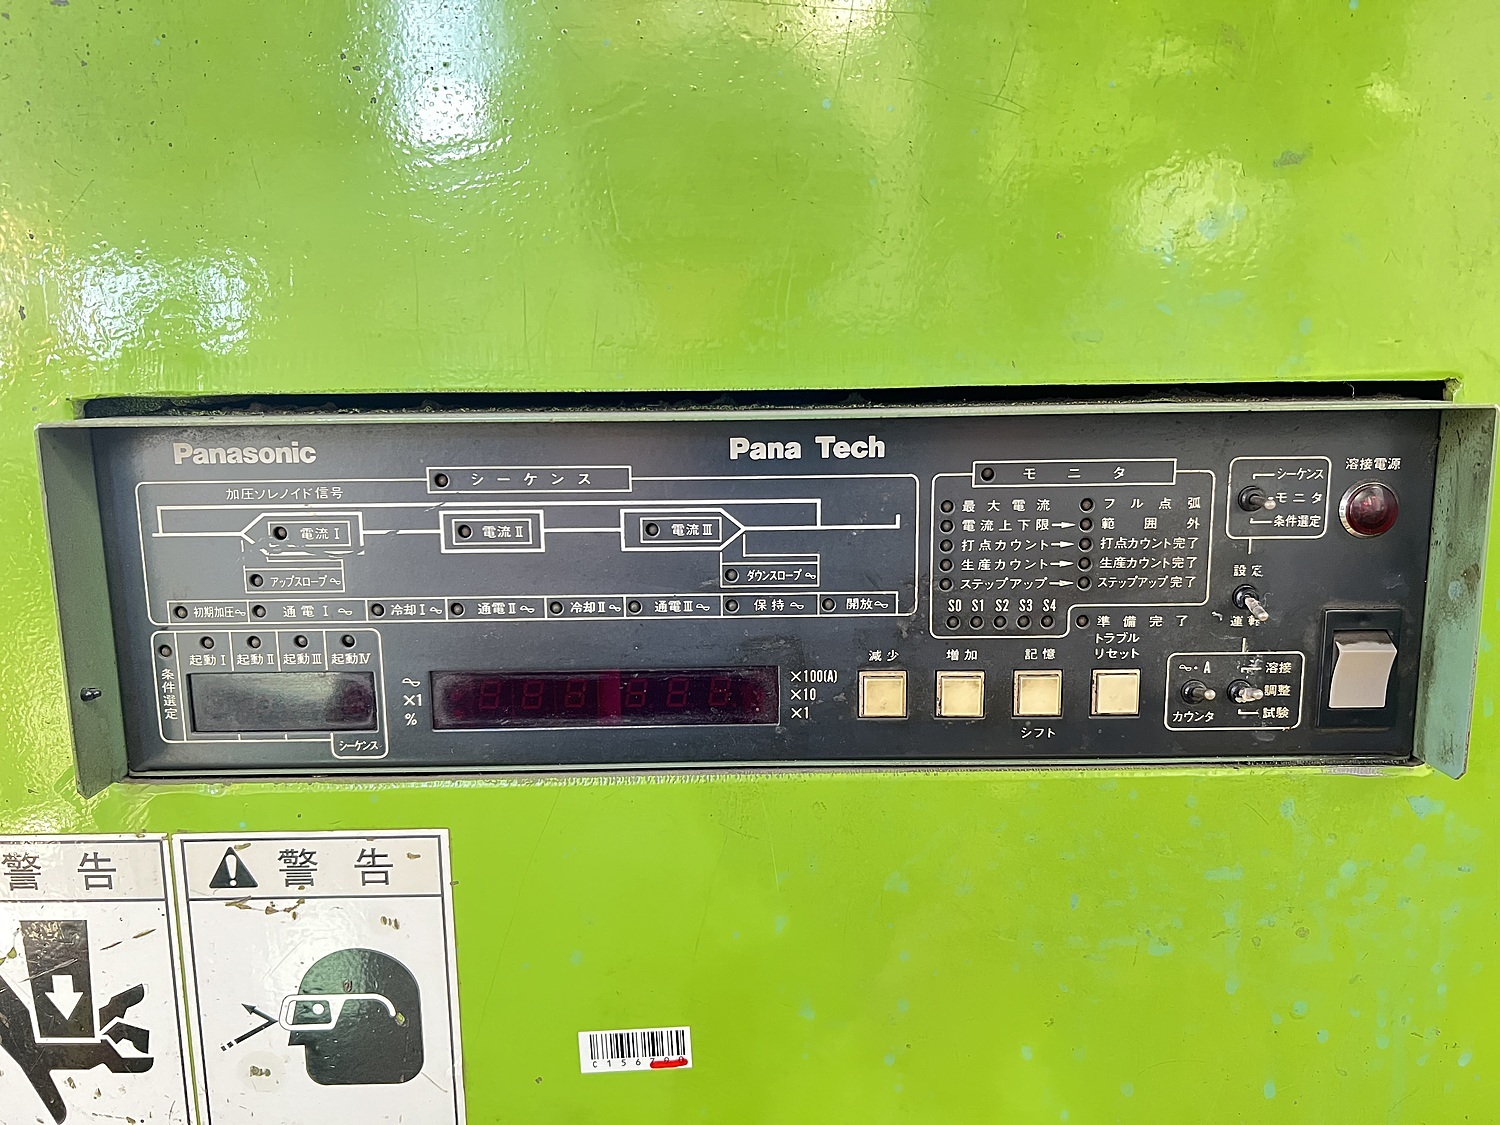 Panasonic
Pana Tech
シーケンス
加圧ソレノイド信号
電流Ⅰ
電流Ⅱ
電流Ⅲ
アップスロープ∿
ダウンスロープ∿
初期加圧∿
通電Ⅰ∿
冷却Ⅰ∿
通電Ⅱ∿
冷却Ⅱ∿
通電Ⅲ∿
保持∿
開放∿
条件選定
起動Ⅰ
起動Ⅱ
起動Ⅲ
起動Ⅳ
シーケンス
∿
×1
%
×100(A)
×10
×1
モニタ
最大電流
フル点弧
電流上下限→範囲外
打点カウント→打点カウント完了
生産カウント→生産カウント完了
ステップアップ→ステップアップ完了
S0 S1 S2 S3 S4
準備完了
減少
増加
記憶
トラブル
リセット
シフト
シーケンス
モニタ
条件選定
溶接電源
設定
運転
∿・A
カウンタ
溶接
調整
試験
警告
警告
C156